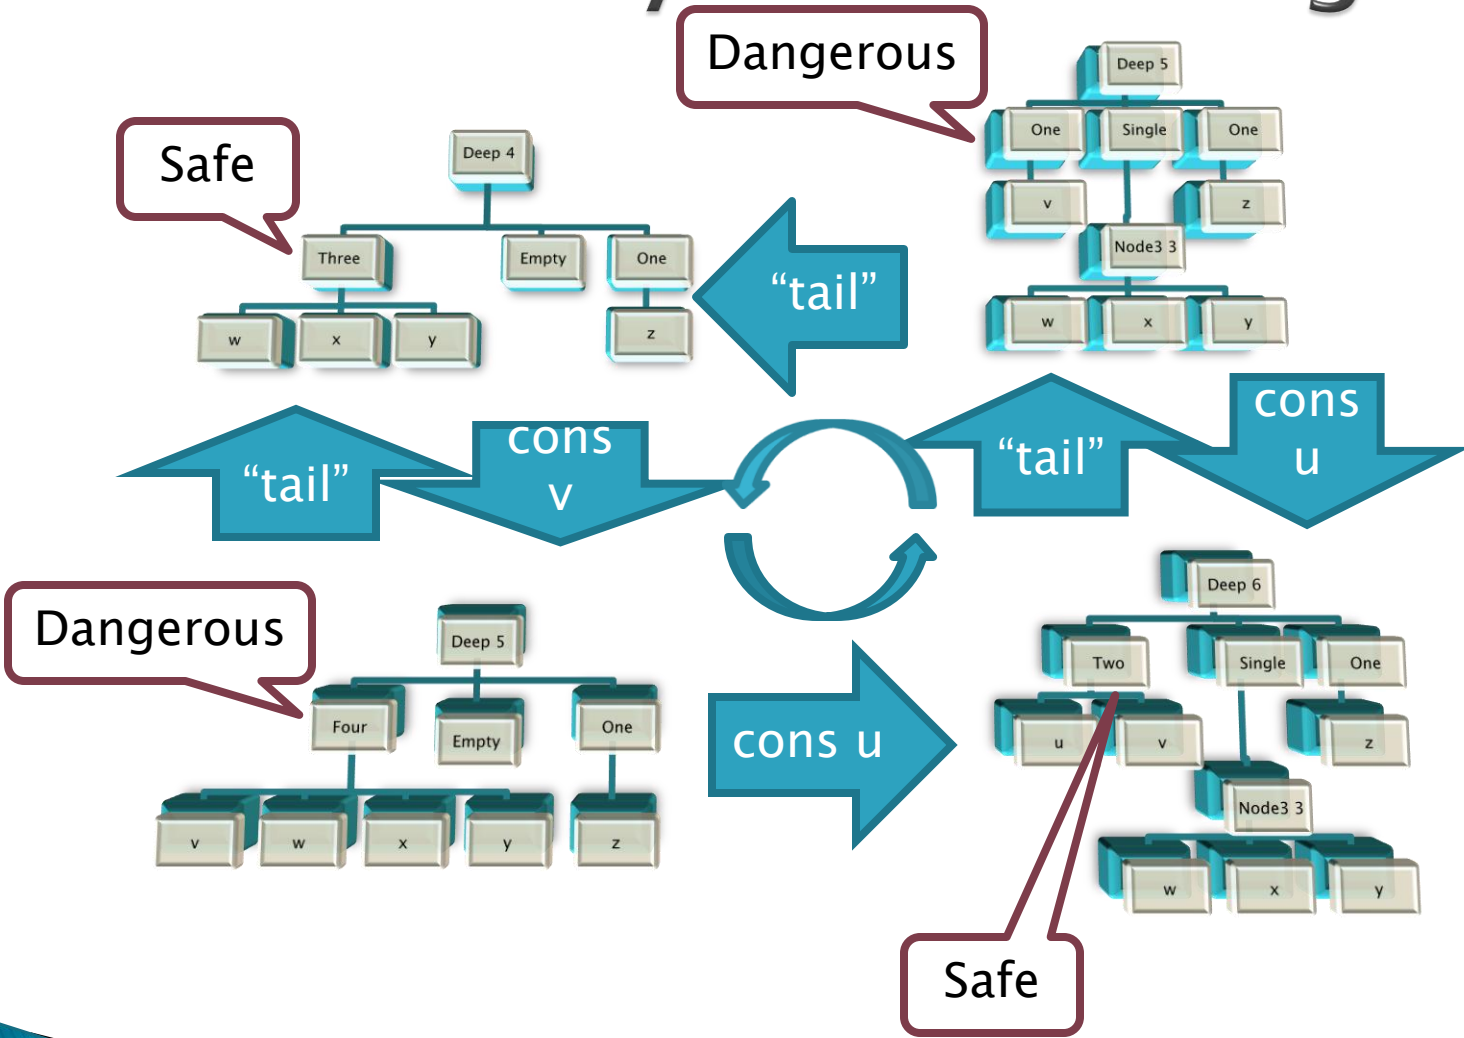 Dangerous
Deep 5
One Single One
v z
Node3 3
w x y
Safe
Deep 4
Three Empty One
w x y z
“tail”
“tail”
cons
v
“tail”
cons
u
Dangerous
Deep 5
Four Empty One
v w x y z
cons u
Deep 6
Two Single One
u v z
Node3 3
w x y
Safe